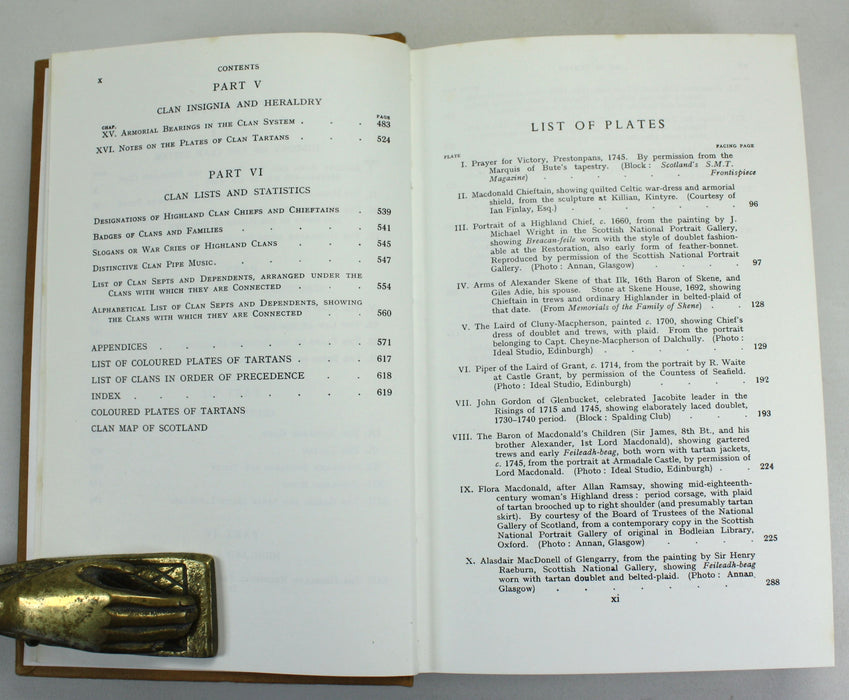 x
CONTENTS
PART V
CLAN INSIGNIA AND HERALDRY
CHAP. PAGE
XV. Armorial Bearings in the Clan System . . . 483
XVI. Notes on the Plates of Clan Tartans . . . 524
PART VI
CLAN LISTS AND STATISTICS
Designations of Highland Clan Chiefs and Chieftains . 539
Badges of Clans and Families . . . . . 541
Slogans or War Cries of Highland Clans . . . 545
Distinctive Clan Pipe Music. . . . . . 547
List of Clan Septs and Dependents, arranged under the
Clans with which they are Connected . . . 554
Alphabetical List of Clan Septs and Dependents, showing
the Clans with which they are Connected . . 560
APPENDICES . . . . . . . . 571
LIST OF COLOURED PLATES OF TARTANS . . . 617
LIST OF CLANS IN ORDER OF PRECEDENCE . . 618
INDEX . . . . . . . . . 619
COLOURED PLATES OF TARTANS
CLAN MAP OF SCOTLAND
LIST OF PLATES
PLATE FACING PAGE
I. Prayer for Victory, Prestonpans, 1745. By permission from the
Marquis of Bute's tapestry. (Block: Scotland's S.M.T.
Magazine) . . . . . . Frontispiece
II. Macdonald Chieftain, showing quilted Celtic war-dress and armorial
shield, from the sculpture at Killian, Kintyre. (Courtesy of
Ian Finlay, Esq.) . . . . . . 96
III. Portrait of a Highland Chief, c. 1660, from the painting by J.
Michael Wright in the Scottish National Portrait Gallery,
showing Breacan-feile worn with the style of doublet fashion-
able at the Restoration, also early form of feather-bonnet.
Reproduced by permission of the Scottish National Portrait
Gallery. (Photo: Annan, Glasgow) . . . . 97
IV. Arms of Alexander Skene of that Ilk, 16th Baron of Skene, and
Giles Adie, his spouse. Stone at Skene House, 1692, showing
Chieftain in trews and ordinary Highlander in belted-plaid of
that date. (From Memorials of the Family of Skene) . . 128
V. The Laird of Cluny-Macpherson, painted c. 1700, showing Chief's
dress of doublet and trews, with plaid. From the portrait
belonging to Capt. Cheyne-Macpherson of Dalchully. (Photo:
Ideal Studio, Edinburgh) . . . . . 129
VI. Piper of the Laird of Grant, c. 1714, from the portrait by R. Waite
at Castle Grant, by permission of the Countess of Seafield.
(Photo: Ideal Studio, Edinburgh) . . . . 192
VII. John Gordon of Glenbucket, celebrated Jacobite leader in the
Risings of 1715 and 1745, showing elaborately laced doublet,
1730-1740 period. (Block: Spalding Club) . . . 193
VIII. The Baron of Macdonald's Children (Sir James, 8th Bt., and his
brother Alexander, 1st Lord Macdonald), showing gartered
trews and early Feileadh-beag, both worn with tartan jackets,
c. 1745, from the portrait at Armadale Castle, by permission of
Lord Macdonald. (Photo: Ideal Studio, Edinburgh) . . 224
IX. Flora Macdonald, after Allan Ramsay, showing mid-eighteenth-
century woman's Highland dress: period corsage, with plaid
of tartan brooched up to right shoulder (and presumably tartan
skirt). By courtesy of the Board of Trustees of the National
Gallery of Scotland, from a contemporary copy in the Scottish
National Portrait Gallery of original in Bodleian Library,
Oxford. (Photo: Annan, Glasgow) . . . . 225
X. Alasdair MacDonell of Glengarry, from the painting by Sir Henry
Raeburn, Scottish National Gallery, showing Feileadh-beag
worn with tartan doublet and belted-plaid. (Photo: Annan
Glasgow) . . . . . . 288
xi